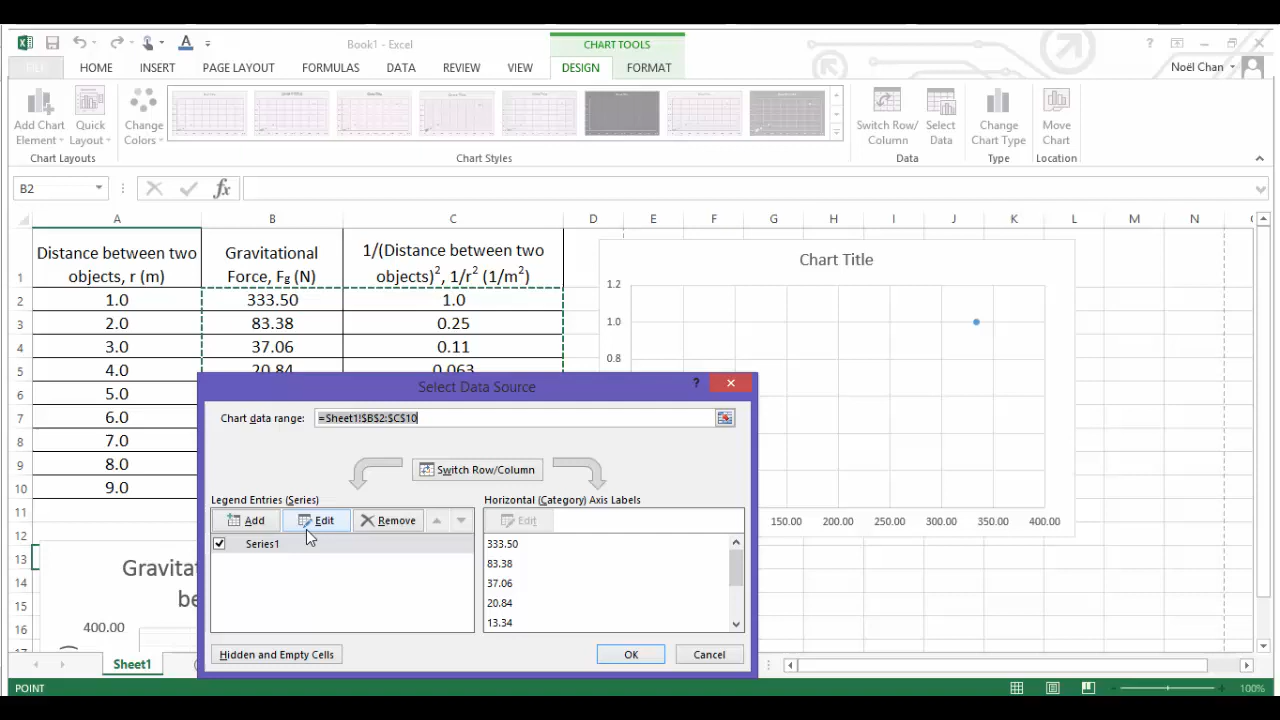 Book1 - Excel
CHART TOOLS
FILE
HOME
INSERT
PAGE LAYOUT
FORMULAS
DATA
REVIEW
VIEW
DESIGN
FORMAT
Noël Chan
Add Chart Element
Quick Layout
Change Colors
Switch Row/ Column
Select Data
Change Chart Type
Move Chart
Chart Layouts
Chart Styles
Data
Type
Location
B2
fx
A B C D E F G H I J K L M N
1 Distance between two objects, r (m) Gravitational Force, Fg (N) 1/(Distance between two objects)², 1/r² (1/m²)
2 1.0 333.50 1.0
3 2.0 83.38 0.25
4 3.0 37.06 0.11
5 4.0 20.84 0.063
6 5.0
7 6.0
8 7.0
9 8.0
10 9.0
11
12
13
14
15
16
17
Chart Title
1.2
1.0
0.8
150.00 200.00 250.00 300.00 350.00 400.00
Gravitat
be
400.00
Select Data Source
? ×
Chart data range: =Sheet1!$B$2:$C$10
Switch Row/Column
Legend Entries (Series)
Horizontal (Category) Axis Labels
Add Edit Remove
Edit
Series1
333.50
83.38
37.06
20.84
13.34
Hidden and Empty Cells
OK
Cancel
Sheet1
POINT
100%